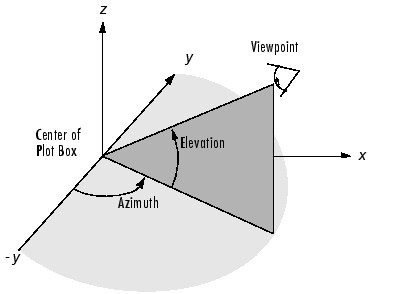 z
y
Viewpoint
Center of
Plot Box
Elevation
x
Azimuth
-y